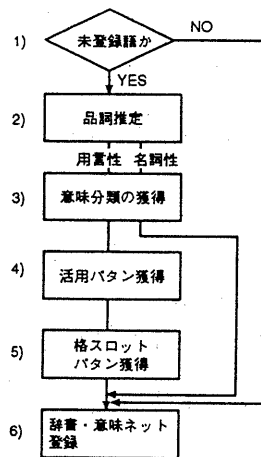 1) 未登録語か NO
YES
2) 品詞推定
用言性 名詞性
3) 意味分類の獲得
4) 活用パタン獲得
5) 格スロット
パタン獲得
6) 辞書・意味ネット
登録